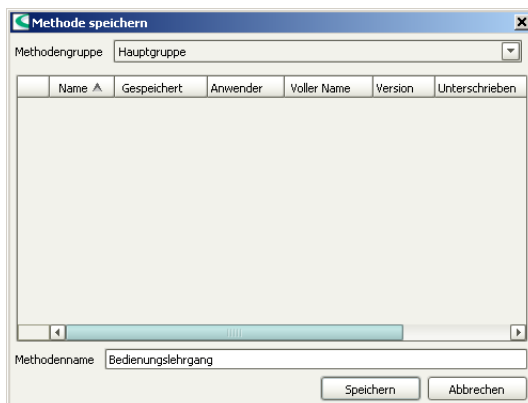 Methode speichern
Methodengruppe Hauptgruppe
Name Gespeichert Anwender Voller Name Version Unterschrieben
Methodenname Bedienungslehrgang
Speichern Abbrechen